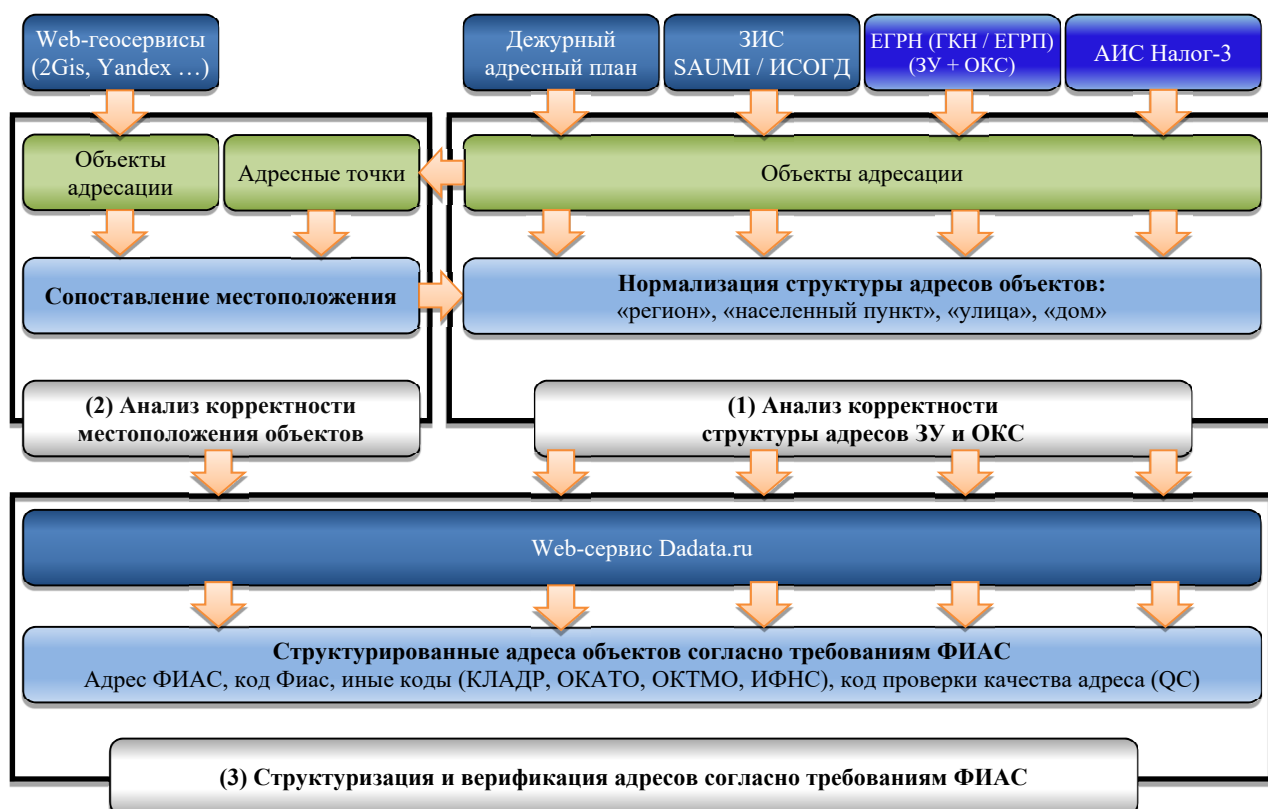 Web-геосервисы
(2Gis, Yandex …)
Дежурный
адресный план
ЗИС
SAUMI / ИСОГД
ЕГРН (ГКН / ЕГРП)
(ЗУ + ОКС)
АИС Налог-3
Объекты
адресации
Адресные точки
Объекты адресации
Сопоставление местоположения
Нормализация структуры адресов объектов:
«регион», «населенный пункт», «улица», «дом»
(2) Анализ корректности
местоположения объектов
(1) Анализ корректности
структуры адресов ЗУ и ОКС
Web-сервис Dadata.ru
Структурированные адреса объектов согласно требованиям ФИАС
Адрес ФИАС, код Фиас, иные коды (КЛАДР, ОКАТО, ОКТМО, ИФНС), код проверки качества адреса (QC)
(3) Структуризация и верификация адресов согласно требованиям ФИАС